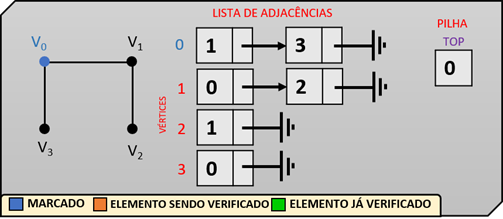 LISTA DE ADJACÊNCIAS
PILHA
TOP
0
V0
V1
V3
V2
VÉRTICES
0 1 3
1 0 2
2 1
3 0
MARCADO ELEMENTO SENDO VERIFICADO ELEMENTO JÁ VERIFICADO